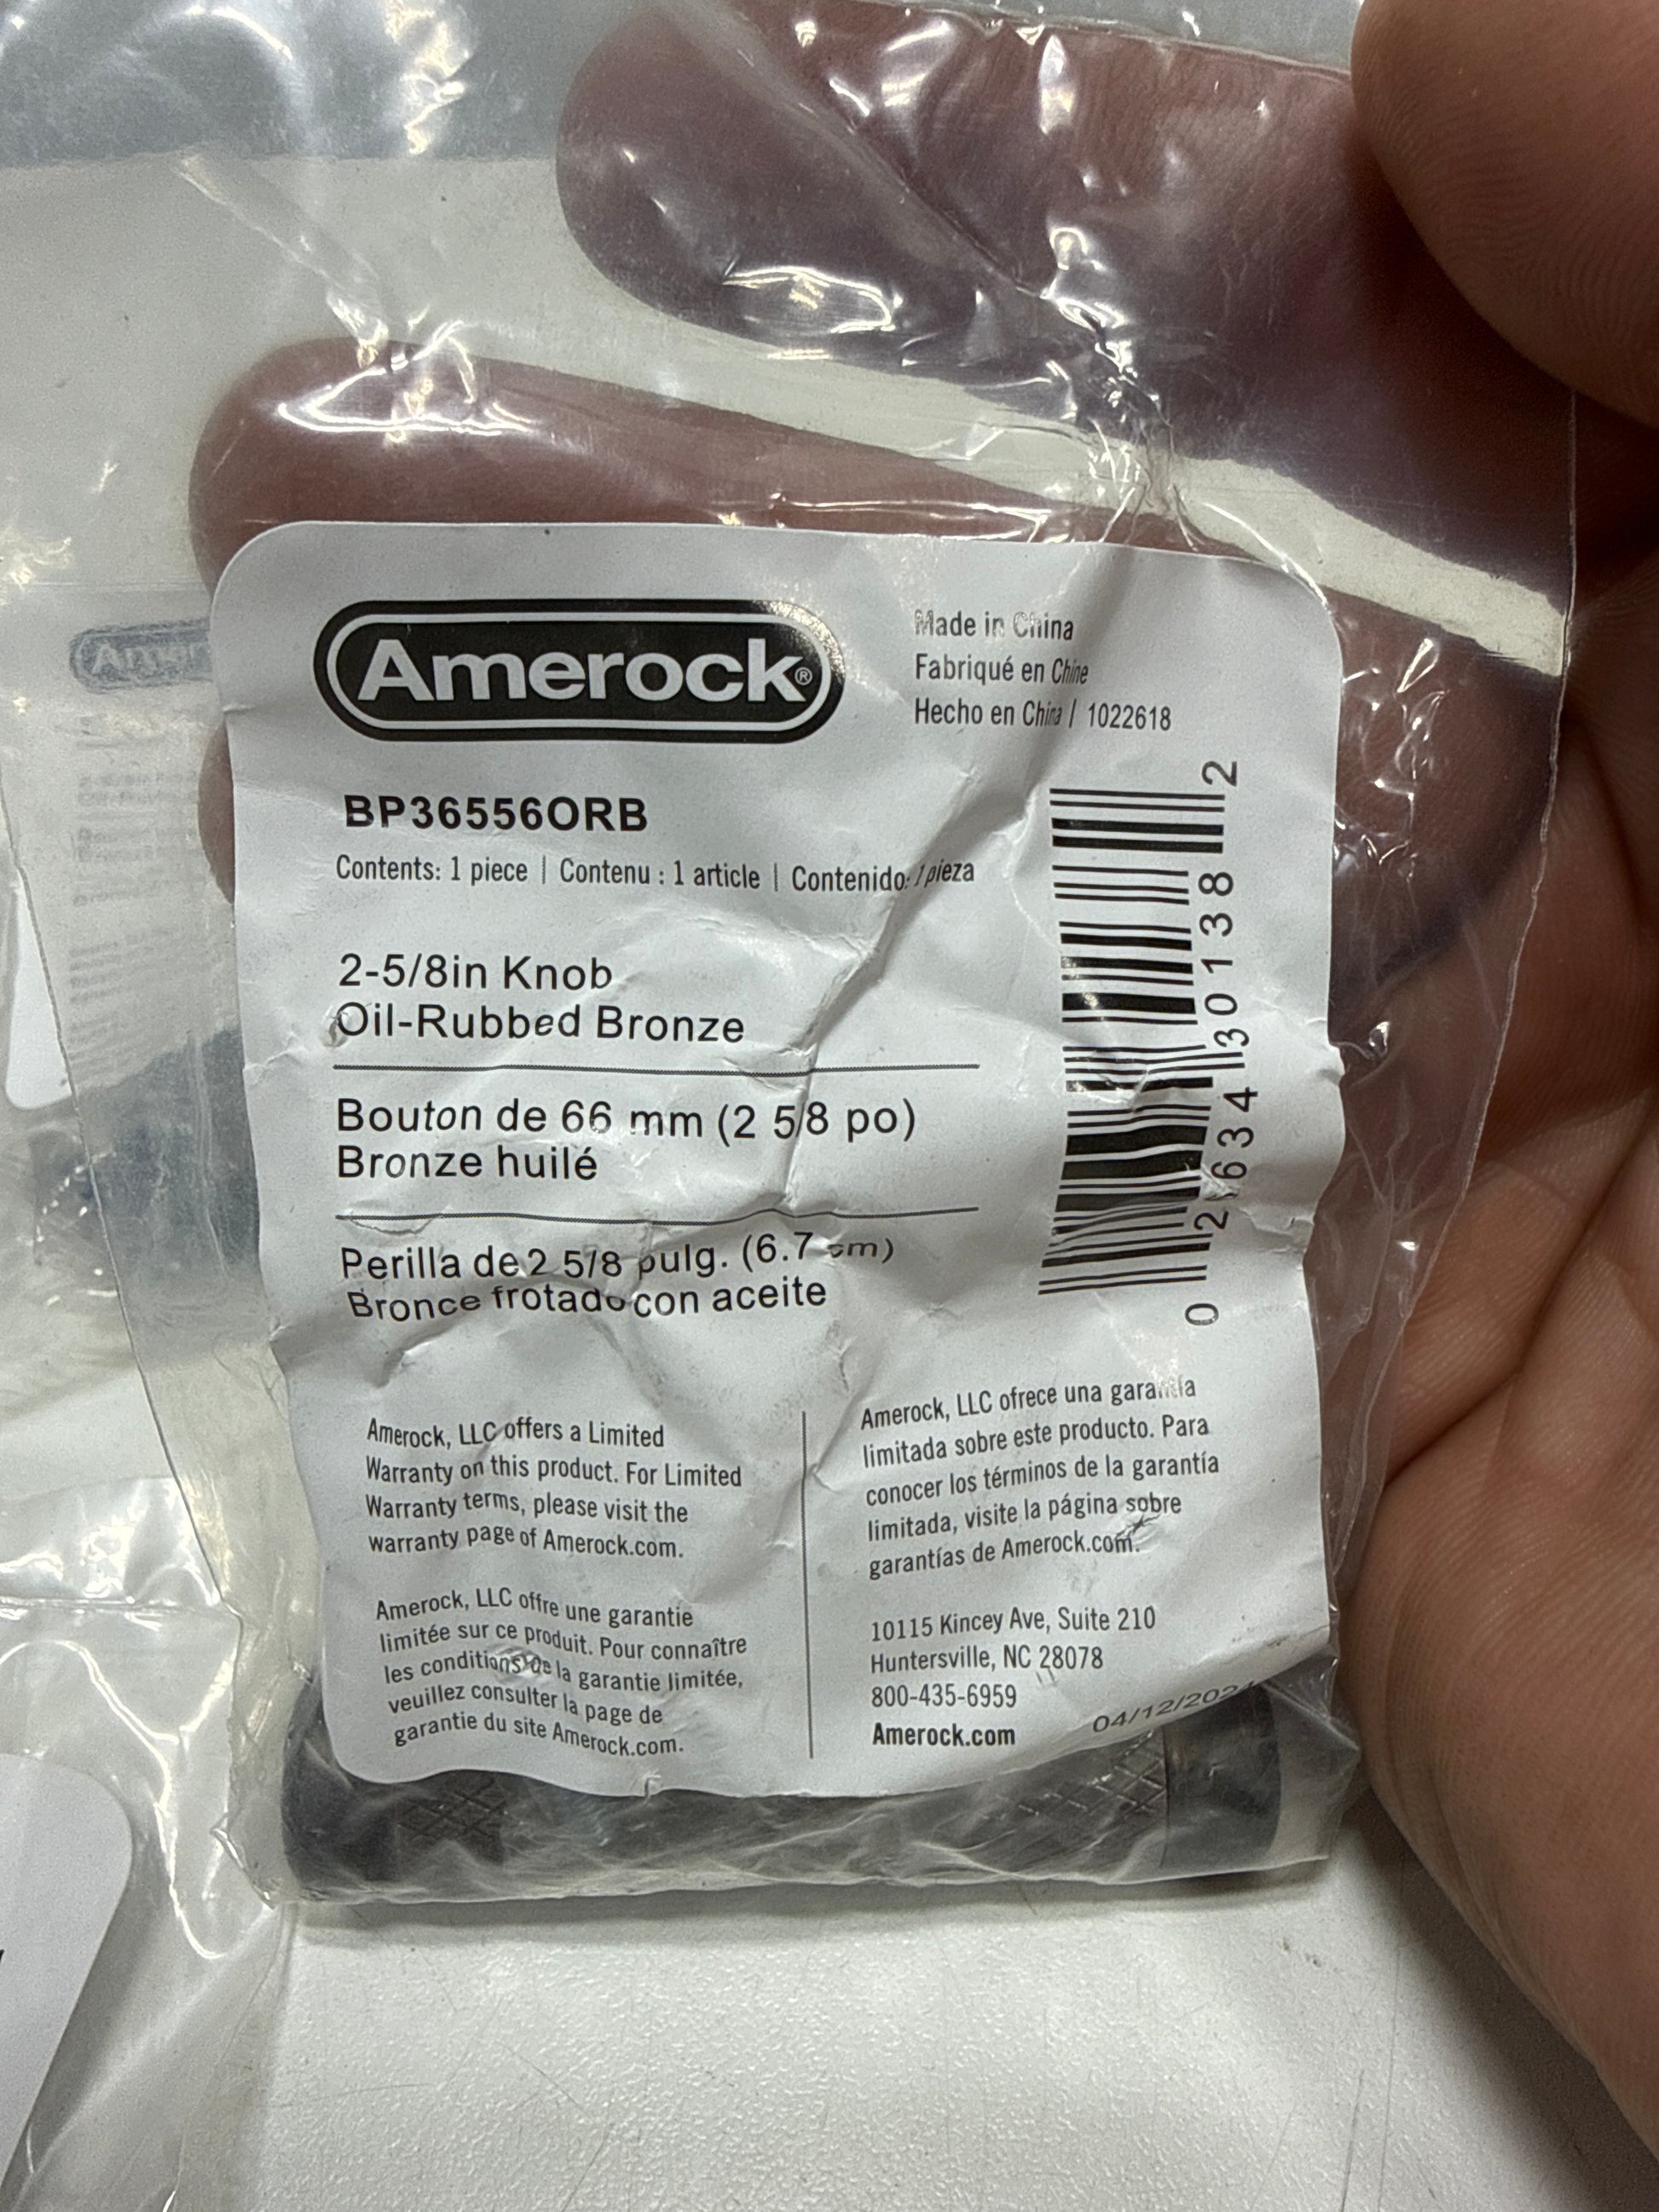 Amerock®
Made in China
Fabriqué en Chine
Hecho en China / 1022618
BP36556ORB
Contents: 1 piece | Contenu : 1 article | Contenido: 1 pieza
2-5/8in Knob
Oil-Rubbed Bronze
Bouton de 66 mm (2 5/8 po)
Bronze huilé
Perilla de 2 5/8 pulg. (6.7 cm)
Bronce frotado con aceite
0 26343 01382 2
Amerock, LLC offers a Limited
Warranty on this product. For Limited
Warranty terms, please visit the
warranty page of Amerock.com.
Amerock, LLC offre une garantie
limitée sur ce produit. Pour connaître
les conditions de la garantie limitée,
veuillez consulter la page de
garantie du site Amerock.com.
Amerock, LLC ofrece una garantía
limitada sobre este producto. Para
conocer los términos de la garantía
limitada, visite la página sobre
garantías de Amerock.com.
10115 Kincey Ave, Suite 210
Huntersville, NC 28078
800-435-6959
Amerock.com